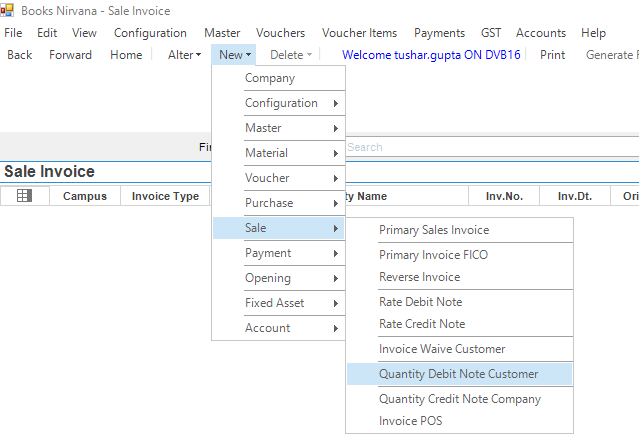 Books Nirvana - Sale Invoice
File Edit View Configuration Master Vouchers Voucher Items Payments GST Accounts Help
Back Forward Home Alter New Delete Welcome tushar.gupta ON DVB16 Print Generate
Company
Configuration
Master
Search
Material
Sale Invoice
Voucher
Campus Invoice Type Name Inv.No. Inv.Dt.
Purchase
Sale
Payment
Opening
Fixed Asset
Account
Primary Sales Invoice
Primary Invoice FICO
Reverse Invoice
Rate Debit Note
Rate Credit Note
Invoice Waive Customer
Quantity Debit Note Customer
Quantity Credit Note Company
Invoice POS